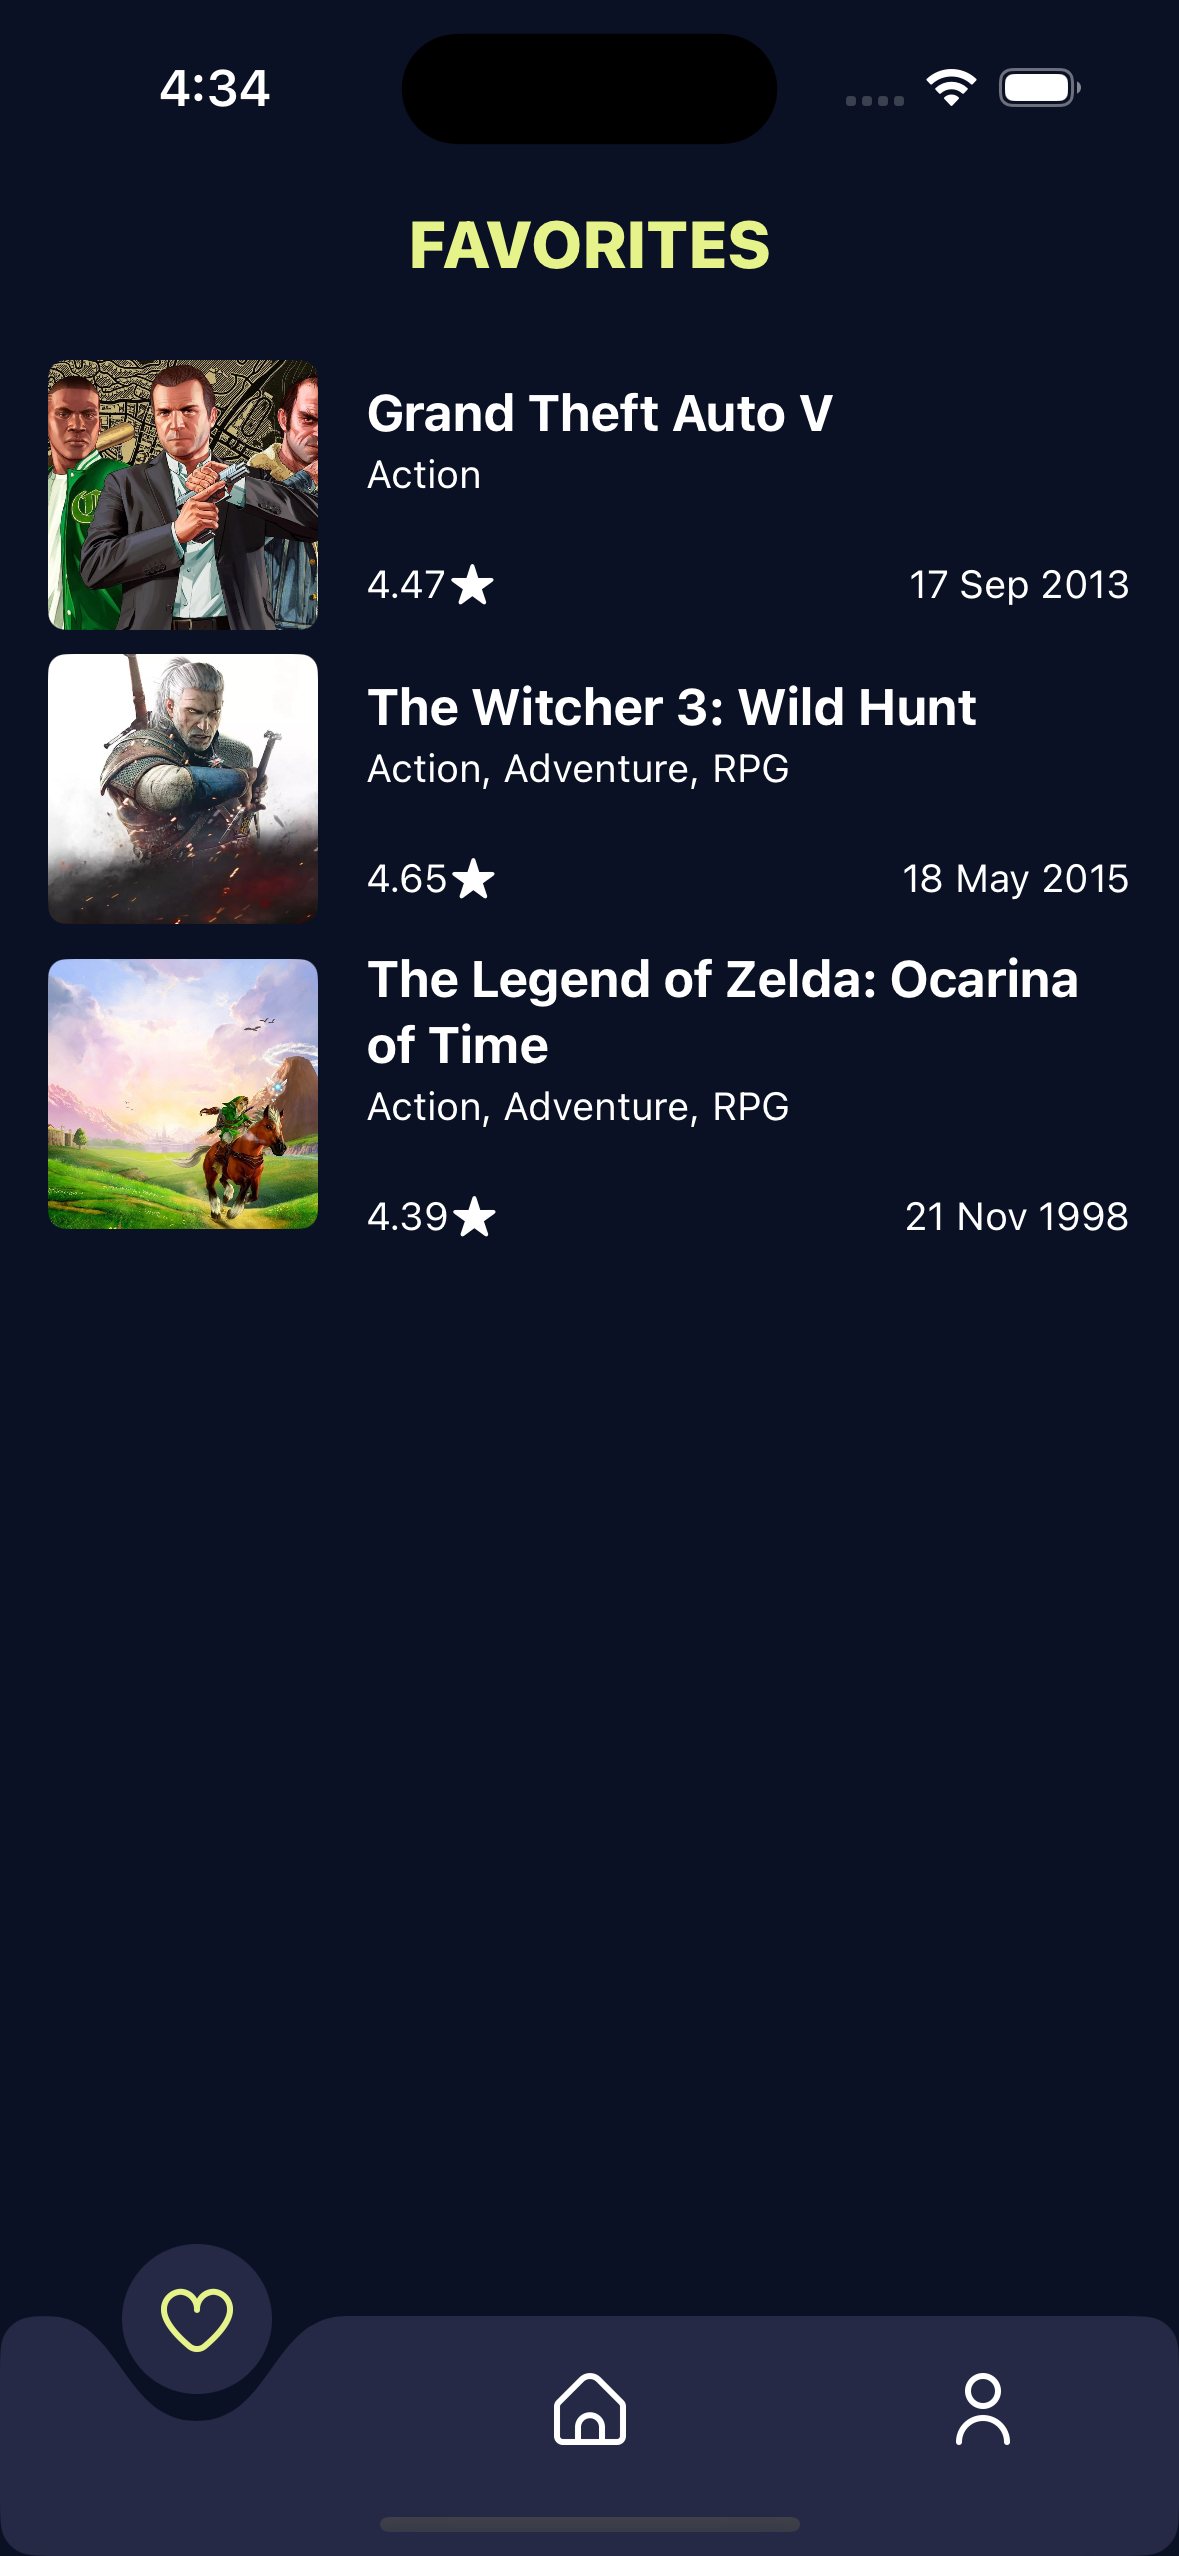 4:34
FAVORITES
Grand Theft Auto V
Action
4.47
17 Sep 2013
The Witcher 3: Wild Hunt
Action, Adventure, RPG
4.65
18 May 2015
The Legend of Zelda: Ocarina
of Time
Action, Adventure, RPG
4.39
21 Nov 1998